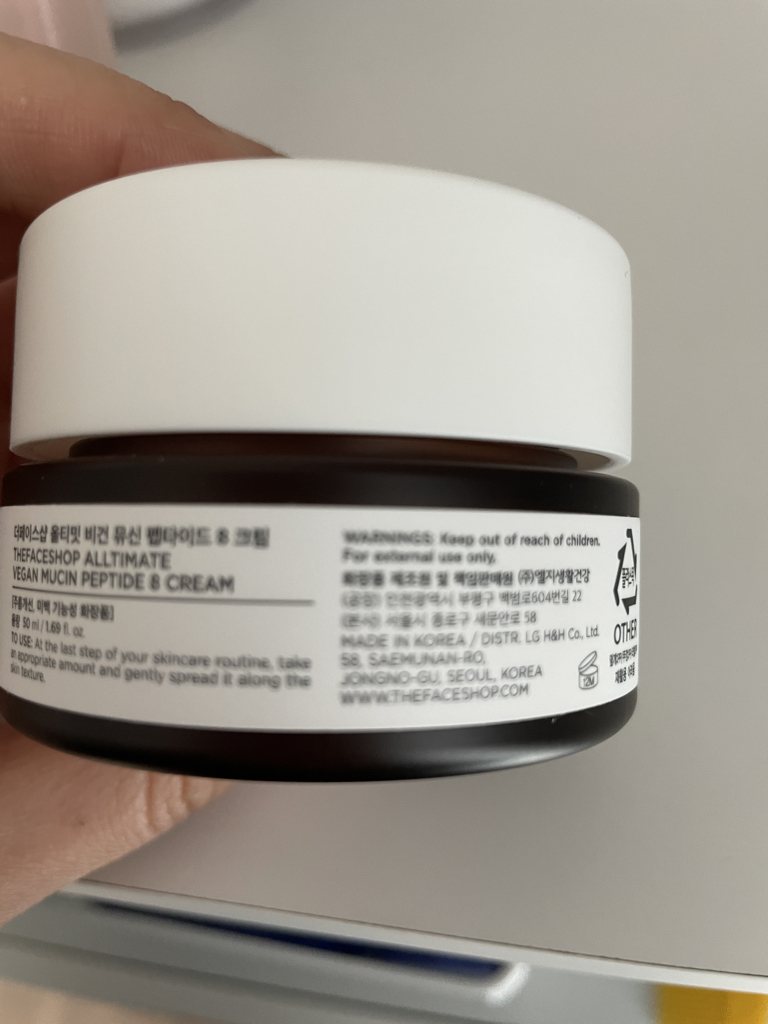 더페이스샵 올티밋 비건 뮤신 펩타이드 8 크림
THEFACESHOP ALLTIMATE
VEGAN MUCIN PEPTIDE 8 CREAM
[주름개선, 미백 기능성 화장품]
용량 50 ml / 1.69 fl. oz.
TO USE: At the last step of your skincare routine, take
an appropriate amount and gently spread it along the
skin texture.
WARNINGS: Keep out of reach of children.
For external use only.
화장품 제조원 및 책임판매원 (주)엘지생활건강
(공장) 인천광역시 부평구 백범로604번길 22
(본사) 서울시 종로구 새문안로 58
MADE IN KOREA / DISTR. LG H&H Co., Ltd.
58, SAEMUNAN-RO,
JONGNO-GU, SEOUL, KOREA
WWW.THEFACESHOP.COM
12M
OTHER